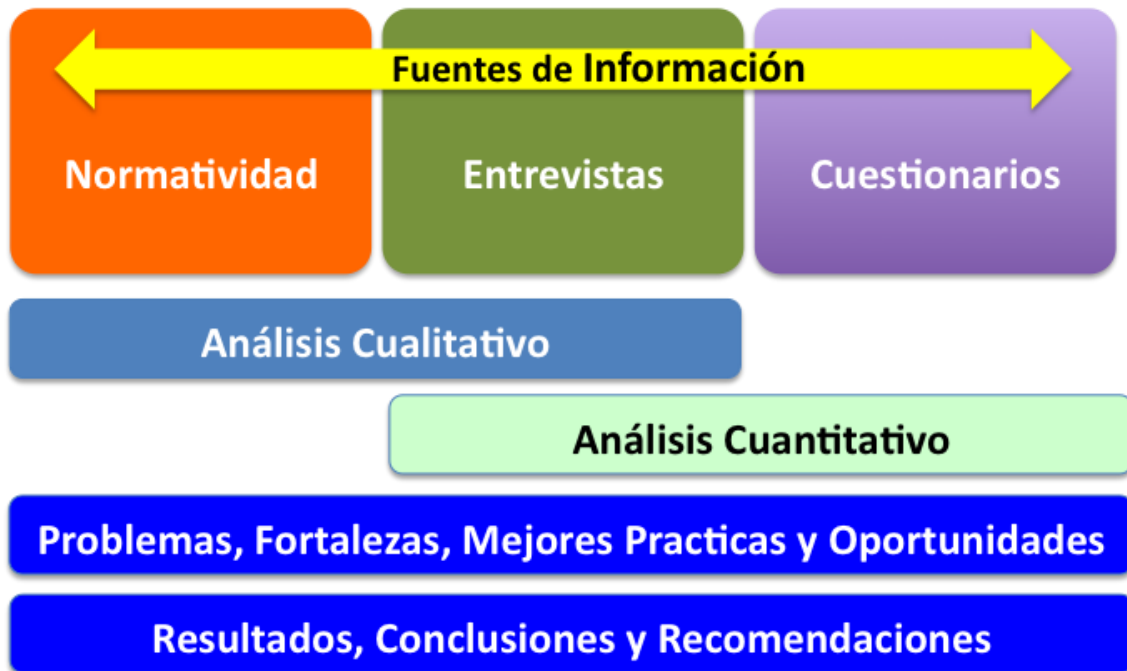 Fuentes de Información
Normatividad
Entrevistas
Cuestionarios
Análisis Cualitativo
Análisis Cuantitativo
Problemas, Fortalezas, Mejores Practicas y Oportunidades
Resultados, Conclusiones y Recomendaciones